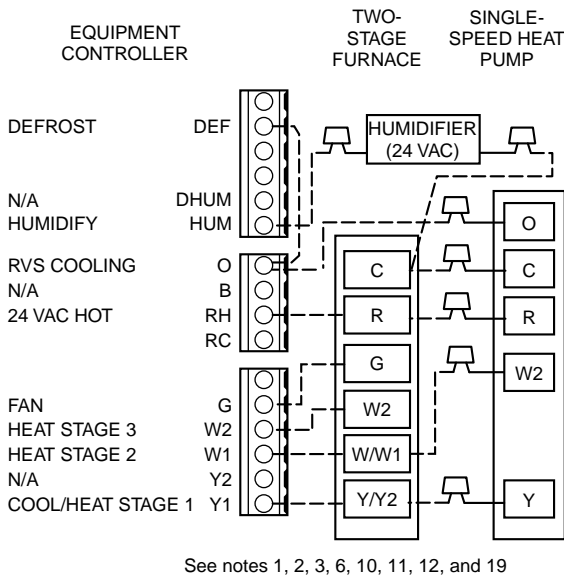 EQUIPMENT
CONTROLLER
TWO-
STAGE
FURNACE
SINGLE-
SPEED HEAT
PUMP
DEFROST DEF
HUMIDIFIER
(24 VAC)
N/A DHUM
HUMIDIFY HUM
O
RVS COOLING O C C
N/A B
24 VAC HOT RH R R
RC
G
W2
FAN G
W2
HEAT STAGE 3 W2
HEAT STAGE 2 W1 W/W1
N/A Y2
COOL/HEAT STAGE 1 Y1 Y/Y2 Y
See notes 1, 2, 3, 6, 10, 11, 12, and 19